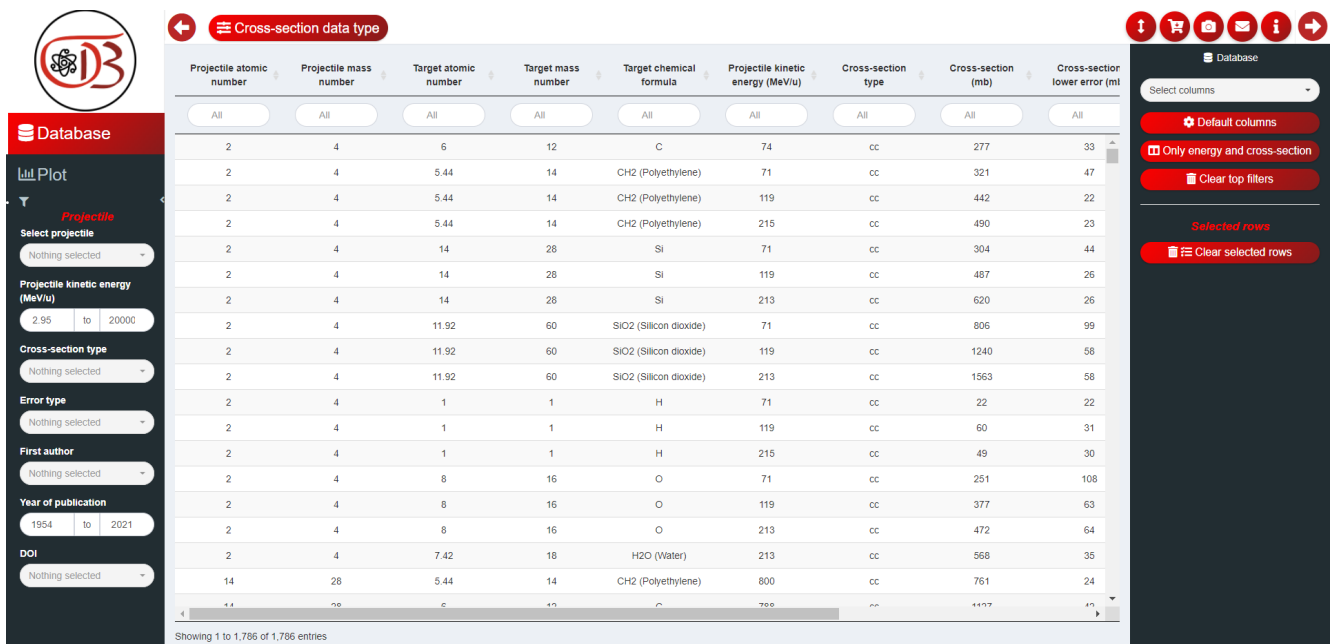 CDB
Database
Plot
Projectile
Select projectile
Nothing selected
Projectile kinetic energy
(MeV/u)
2.95 to 20000
Cross-section type
Nothing selected
Error type
Nothing selected
First author
Nothing selected
Year of publication
1954 to 2021
DOI
Nothing selected
Cross-section data type
Projectile atomic number Projectile mass number Target atomic number Target mass number Target chemical formula Projectile kinetic energy (MeV/u) Cross-section type Cross-section (mb) Cross-section lower error (mb
All All All All All All All All All
2 4 6 12 C 74 cc 277 33
2 4 5.44 14 CH2 (Polyethylene) 71 cc 321 47
2 4 5.44 14 CH2 (Polyethylene) 119 cc 442 22
2 4 5.44 14 CH2 (Polyethylene) 215 cc 490 23
2 4 14 28 Si 71 cc 304 44
2 4 14 28 Si 119 cc 487 26
2 4 14 28 Si 213 cc 620 26
2 4 11.92 60 SiO2 (Silicon dioxide) 71 cc 806 99
2 4 11.92 60 SiO2 (Silicon dioxide) 119 cc 1240 58
2 4 11.92 60 SiO2 (Silicon dioxide) 213 cc 1563 58
2 4 1 1 H 71 cc 22 22
2 4 1 1 H 119 cc 60 31
2 4 1 1 H 215 cc 49 30
2 4 8 16 O 71 cc 251 108
2 4 8 16 O 119 cc 377 63
2 4 8 16 O 213 cc 472 64
2 4 7.42 18 H2O (Water) 213 cc 568 35
14 28 5.44 14 CH2 (Polyethylene) 800 cc 761 24
14 28 6 12 C 788 cc 1127 42
Showing 1 to 1,786 of 1,786 entries
Database
Select columns
Default columns
Only energy and cross-section
Clear top filters
Selected rows
Clear selected rows